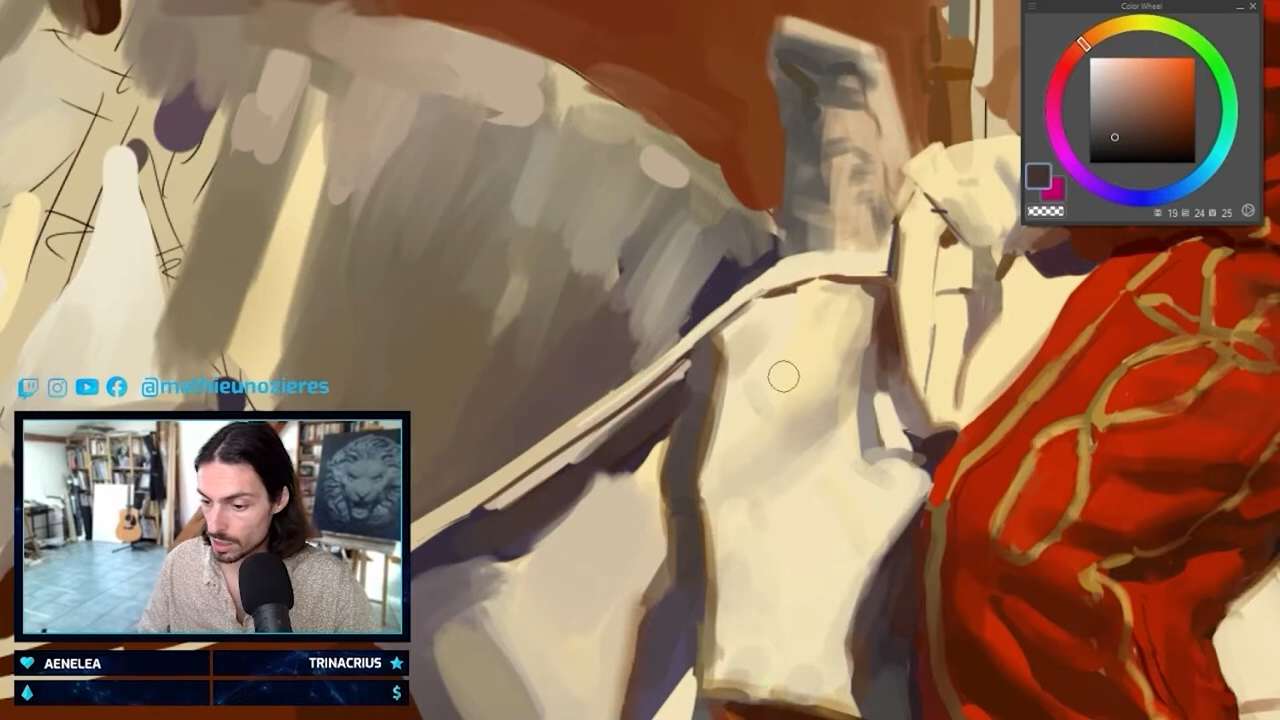 Color Wheel
19 24 25
@mathieunozieres
AENELEA
TRINACRIUS
$